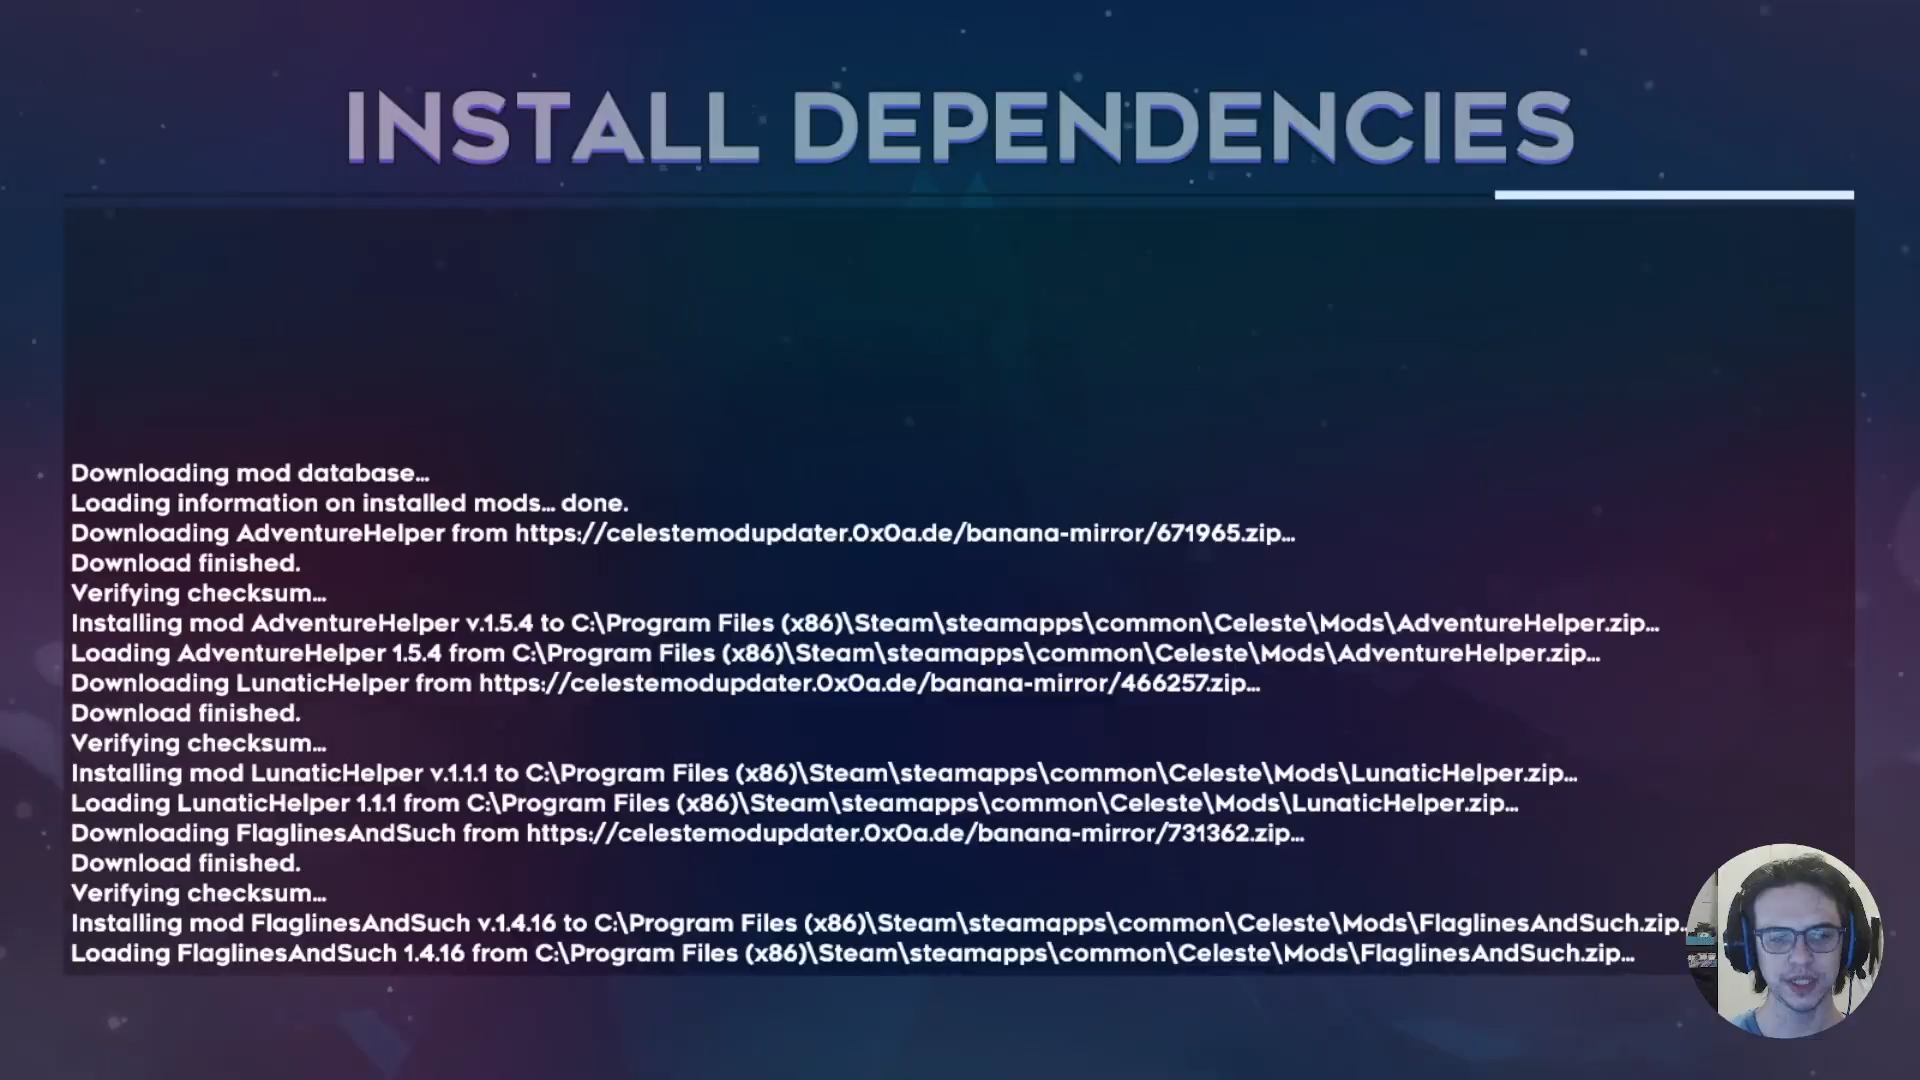 INSTALL DEPENDENCIES
Downloading mod database...
Loading information on installed mods... done.
Downloading AdventureHelper from https://celestemodupdater.0x0a.de/banana-mirror/671965.zip...
Download finished.
Verifying checksum...
Installing mod AdventureHelper v.1.5.4 to C:\Program Files (x86)\Steam\steamapps\common\Celeste\Mods\AdventureHelper.zip...
Loading AdventureHelper 1.5.4 from C:\Program Files (x86)\Steam\steamapps\common\Celeste\Mods\AdventureHelper.zip...
Downloading LunaticHelper from https://celestemodupdater.0x0a.de/banana-mirror/466257.zip...
Download finished.
Verifying checksum...
Installing mod LunaticHelper v.1.1.1 to C:\Program Files (x86)\Steam\steamapps\common\Celeste\Mods\LunaticHelper.zip...
Loading LunaticHelper 1.1.1 from C:\Program Files (x86)\Steam\steamapps\common\Celeste\Mods\LunaticHelper.zip...
Downloading FlaglinesAndSuch from https://celestemodupdater.0x0a.de/banana-mirror/731362.zip...
Download finished.
Verifying checksum...
Installing mod FlaglinesAndSuch v.1.4.16 to C:\Program Files (x86)\Steam\steamapps\common\Celeste\Mods\FlaglinesAndSuch.zip...
Loading FlaglinesAndSuch 1.4.16 from C:\Program Files (x86)\Steam\steamapps\common\Celeste\Mods\FlaglinesAndSuch.zip...